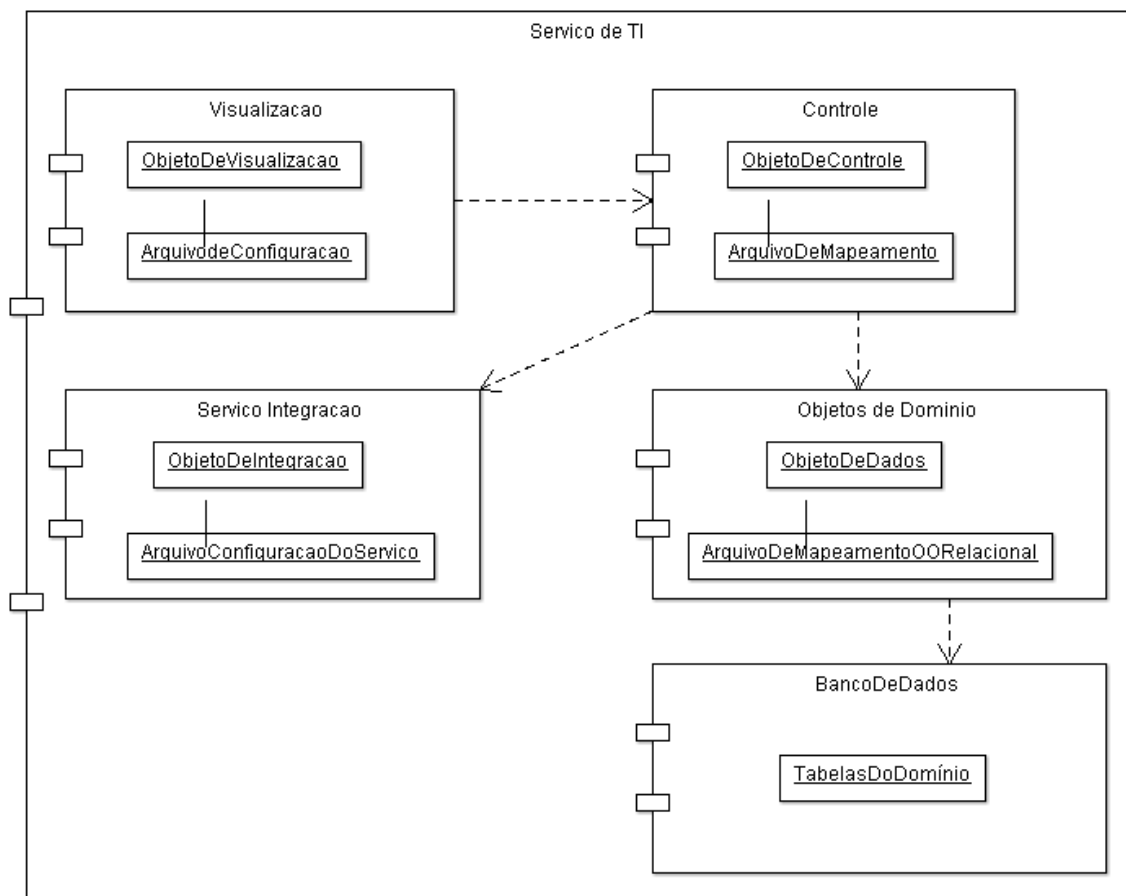 Servico de TI
Visualizacao
ObjetoDeVisualizacao
ArquivodeConfiguracao
Controle
ObjetoDeControle
ArquivoDeMapeamento
Servico Integracao
ObjetoDeIntegracao
ArquivoConfiguracaoDoServico
Objetos de Dominio
ObjetoDeDados
ArquivoDeMapeamentoOORelacional
BancoDeDados
TabelasDoDomínio